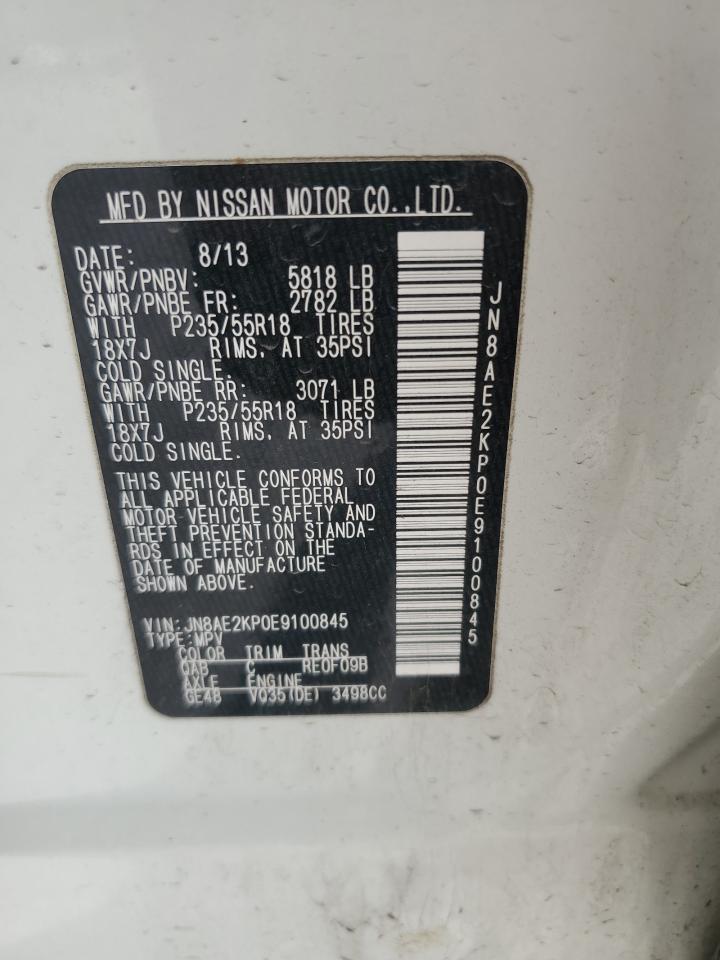 MFD BY NISSAN MOTOR CO.,LTD.
DATE: 8/13
GVWR/PNBV: 5818 LB
GAWR/PNBE FR: 2782 LB
WITH P235/55R18 TIRES
18X7J RIMS, AT 35PSI
COLD SINGLE.
GAWR/PNBE RR: 3071 LB
WITH P235/55R18 TIRES
18X7J RIMS, AT 35PSI
COLD SINGLE.
THIS VEHICLE CONFORMS TO
ALL APPLICABLE FEDERAL
MOTOR VEHICLE SAFETY AND
THEFT PREVENTION STANDA-
RDS IN EFFECT ON THE
DATE OF MANUFACTURE
SHOWN ABOVE.
VIN:JN8AE2KP0E9100845
TYPE:MPV
COLOR TRIM TRANS
QAB C RE0F09B
AXLE ENGINE
GE48 VQ35(DE) 3498CC
JN8AE2KP0E9100845